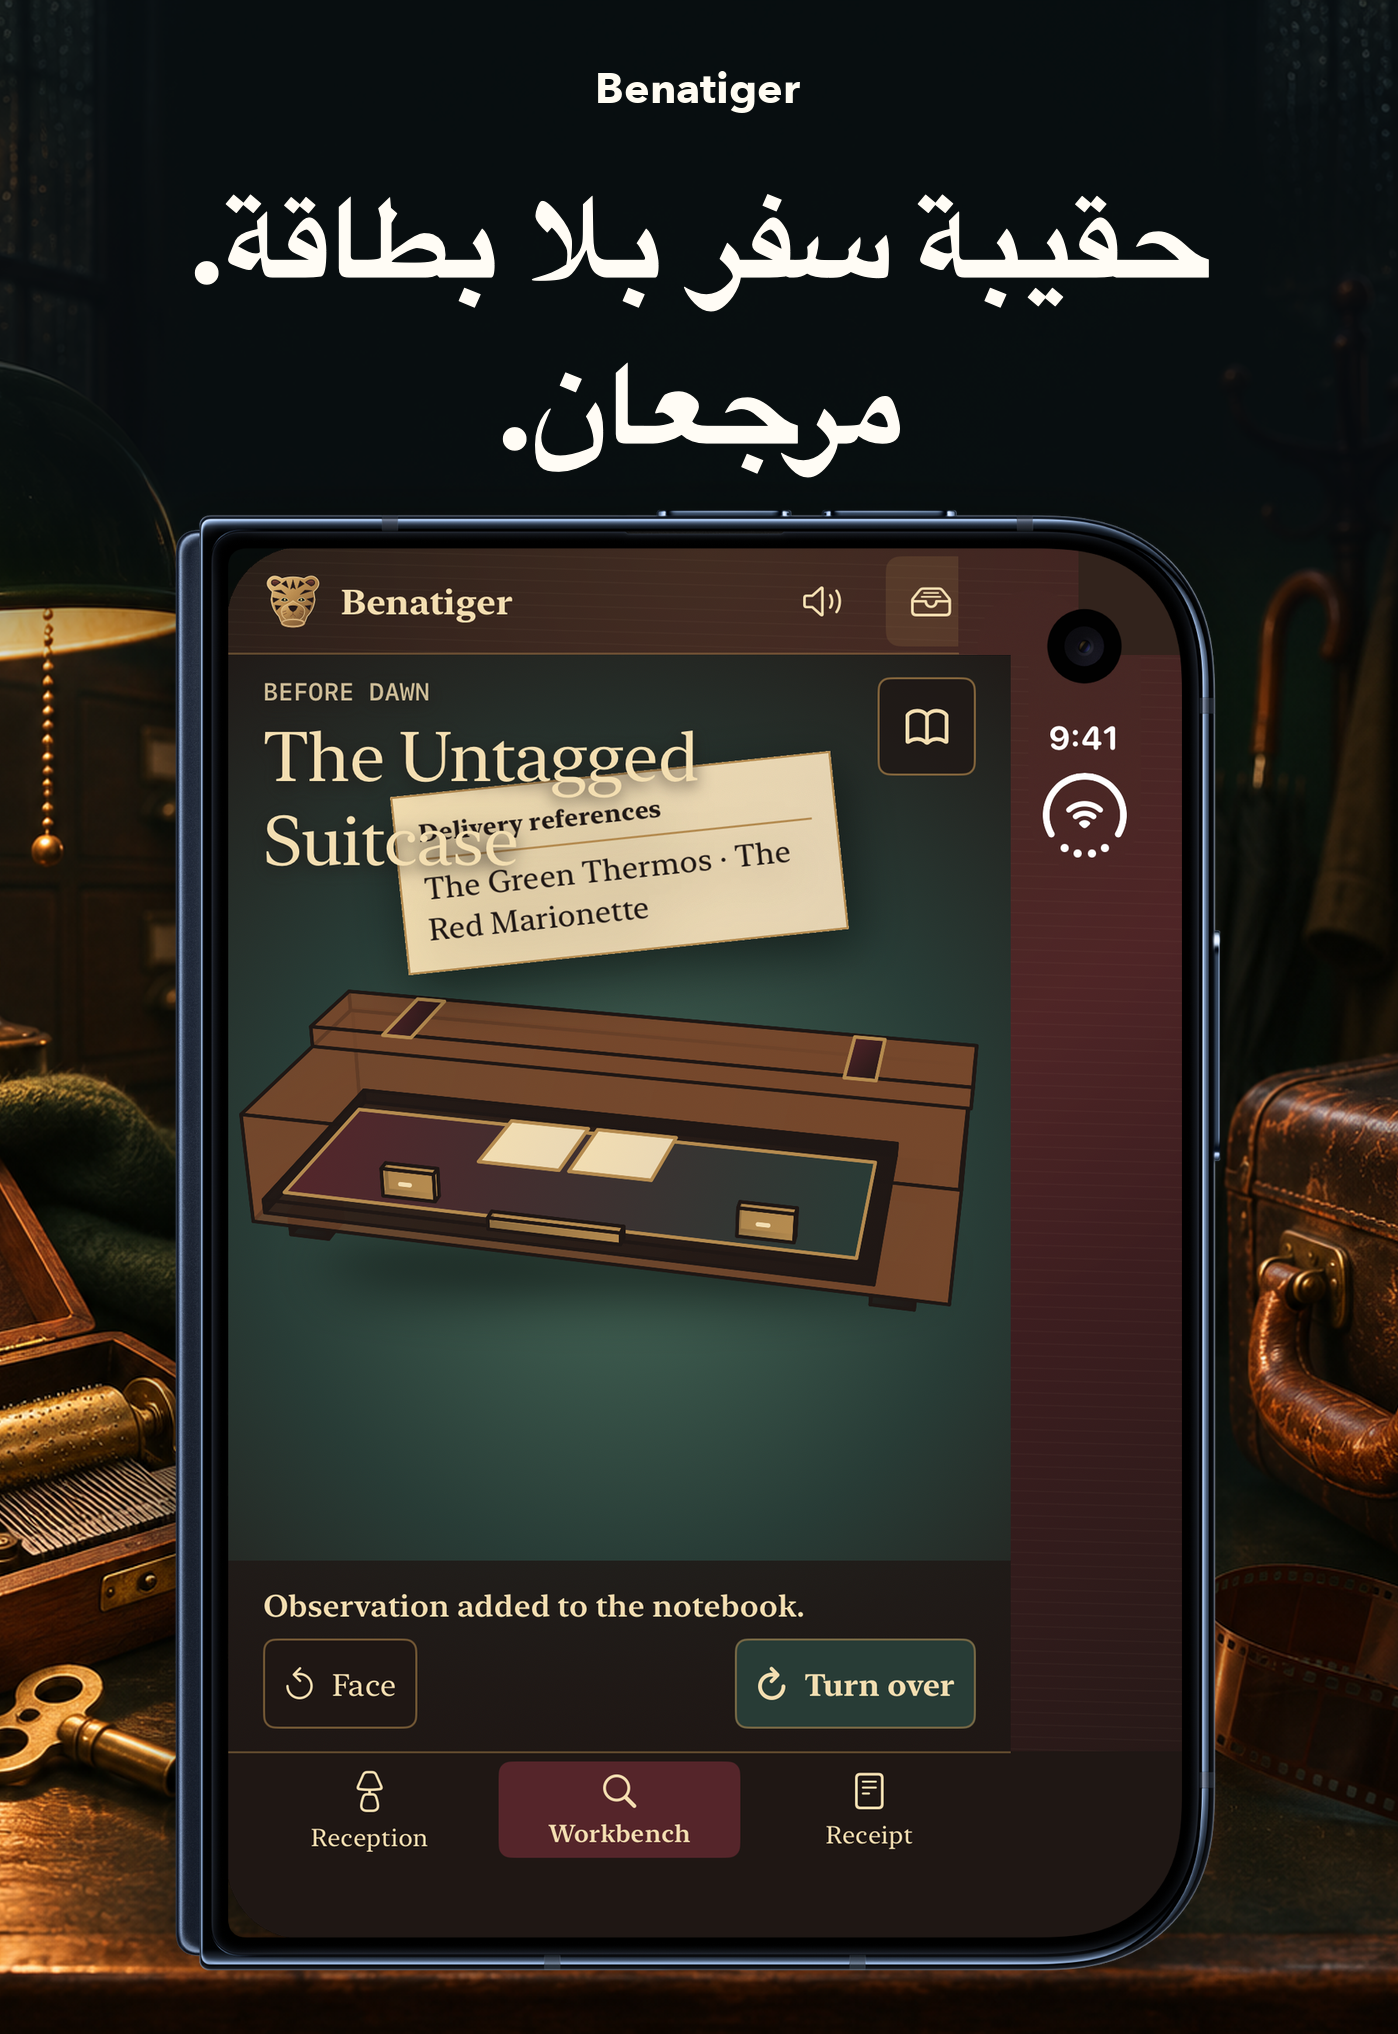 Benatiger
حقيبة سفر بلا بطاقة.
مرجعان.
Benatiger
9:41
BEFORE DAWN
The Untagged
Suitcase
Delivery references
The Green Thermos · The
Red Marionette
Observation added to the notebook.
Face
Turn over
Reception
Workbench
Receipt